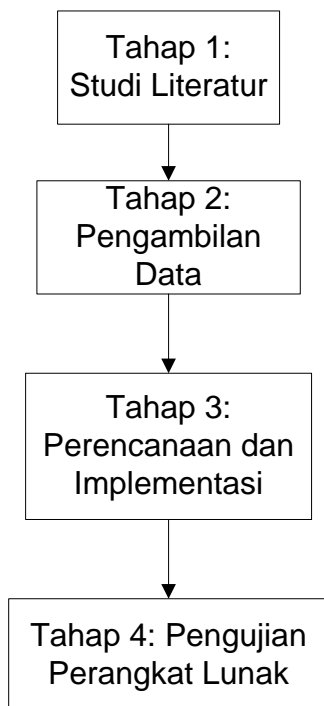 Tahap 1:
Studi Literatur
Tahap 2:
Pengambilan
Data
Tahap 3:
Perencanaan dan
Implementasi
Tahap 4: Pengujian
Perangkat Lunak